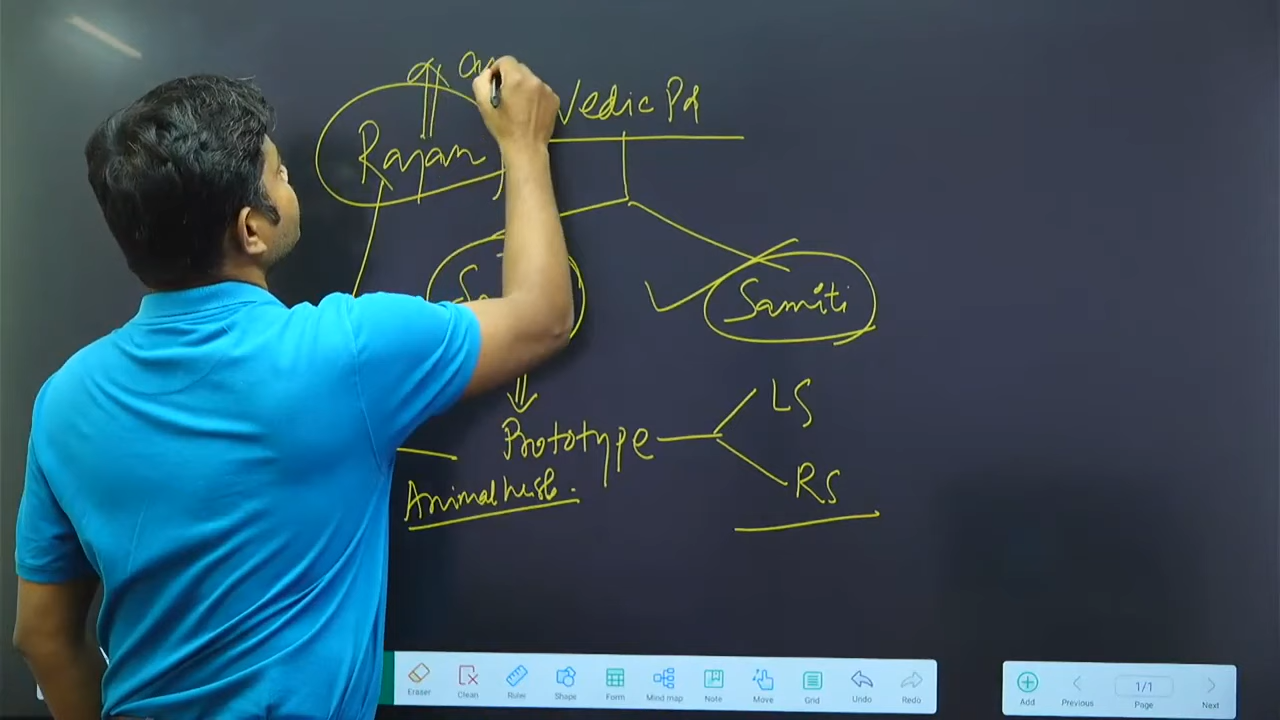 Vedic Pd
Rajan
Samiti
LS
Prototype
RS
Animal husb.
Eraser
Clean
Ruler
Shape
Form
Mind map
Note
Move
Grid
Undo
Redo
Add
Previous
1/1
Page
Next